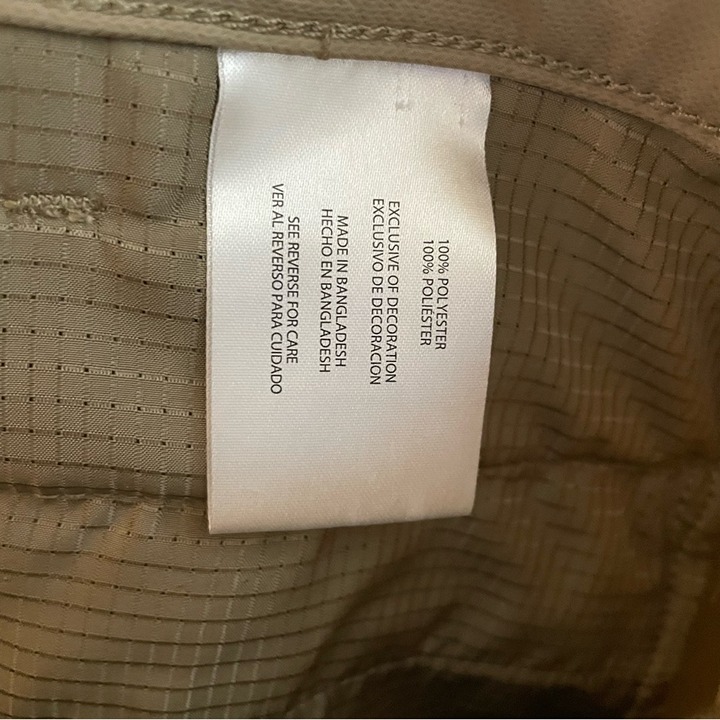 100% POLYESTER
100% POLIÉSTER
EXCLUSIVE OF DECORATION
EXCLUSIVO DE DECORACION
MADE IN BANGLADESH
HECHO EN BANGLADESH
SEE REVERSE FOR CARE
VER AL REVERSO PARA CUIDADO